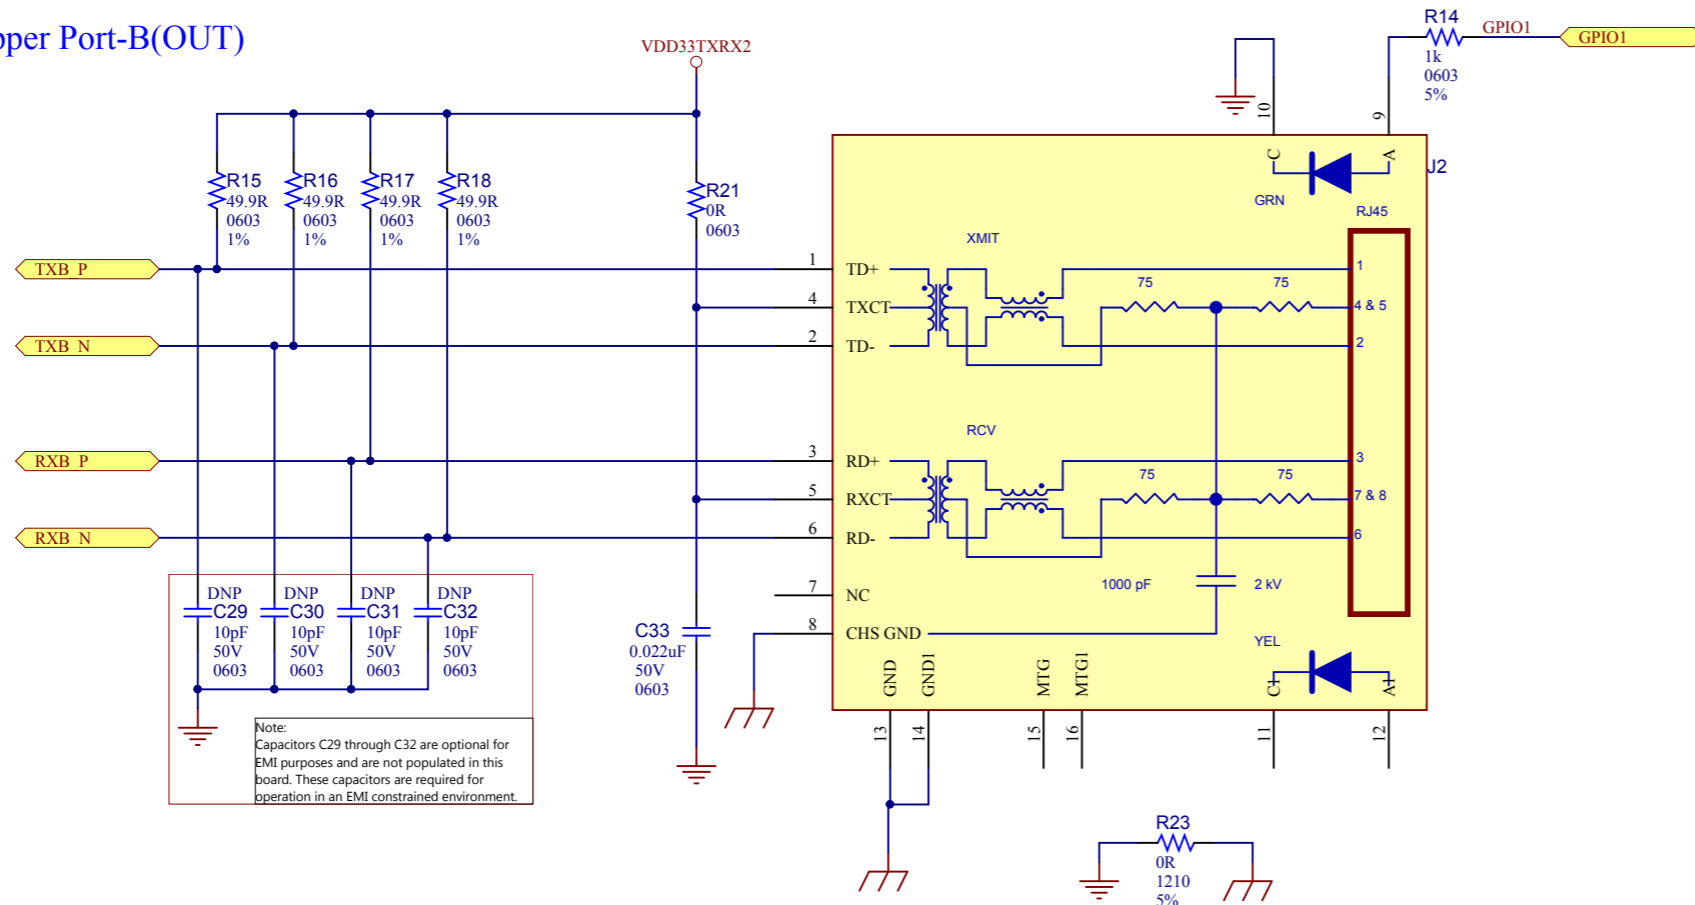 pper Port-B(OUT)
VDD33TXRX2
R14
GPIO1
GPIO1
1k
0603
5%
10
9
C
A
J2
GRN
RJ45
R15
49.9R
0603
1%
R16
49.9R
0603
1%
R17
49.9R
0603
1%
R18
49.9R
0603
1%
R21
0R
0603
XMIT
TXB_P
1
TD+
75
75
1
4
TXCT
4 & 5
TXB_N
2
TD-
2
RCV
RXB_P
3
RD+
75
75
3
5
RXCT
7 & 8
RXB_N
6
RD-
6
7
NC
1000 pF
2 kV
8
CHS GND
DNP
C29
10pF
50V
0603
DNP
C30
10pF
50V
0603
DNP
C31
10pF
50V
0603
DNP
C32
10pF
50V
0603
C33
0.022uF
50V
0603
YEL
GND
GND1
MTG
MTG1
C1
A1
13
14
15
16
11
12
Note:
Capacitors C29 through C32 are optional for
EMI purposes and are not populated in this
board. These capacitors are required for
operation in an EMI constrained environment.
R23
0R
1210
5%